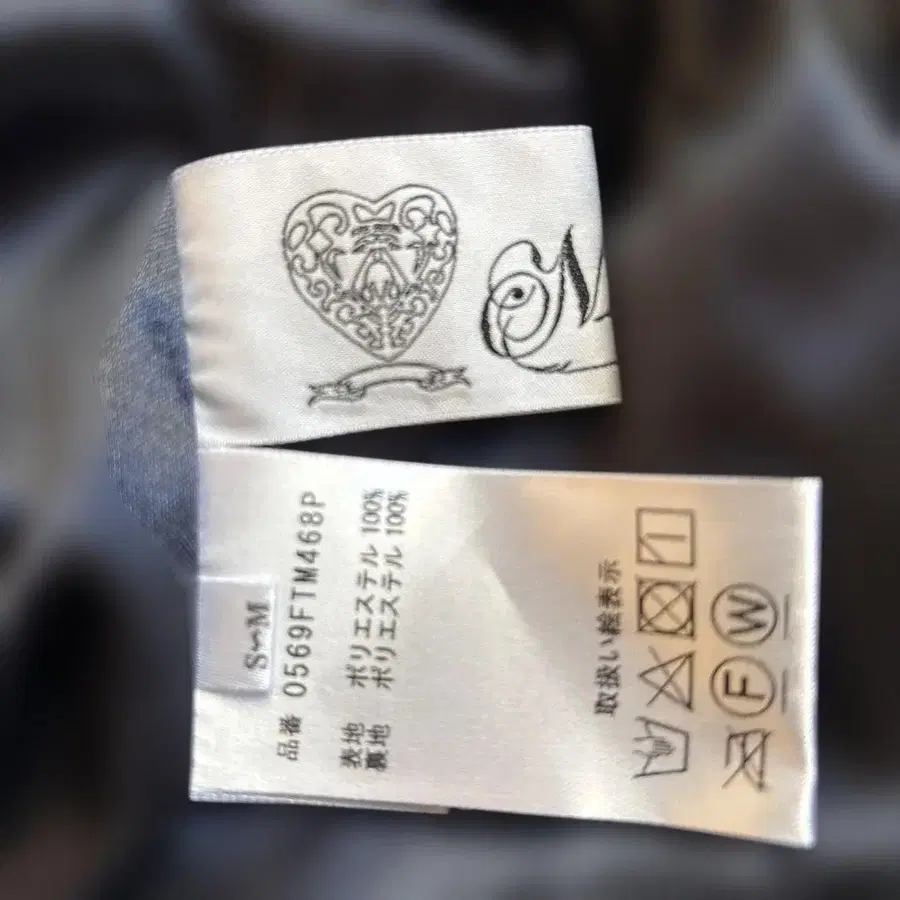 M
S~M
品番 0569FTM468P
表地 ポリエステル 100%
裏地 ポリエステル 100%
取扱い絵表示
F W